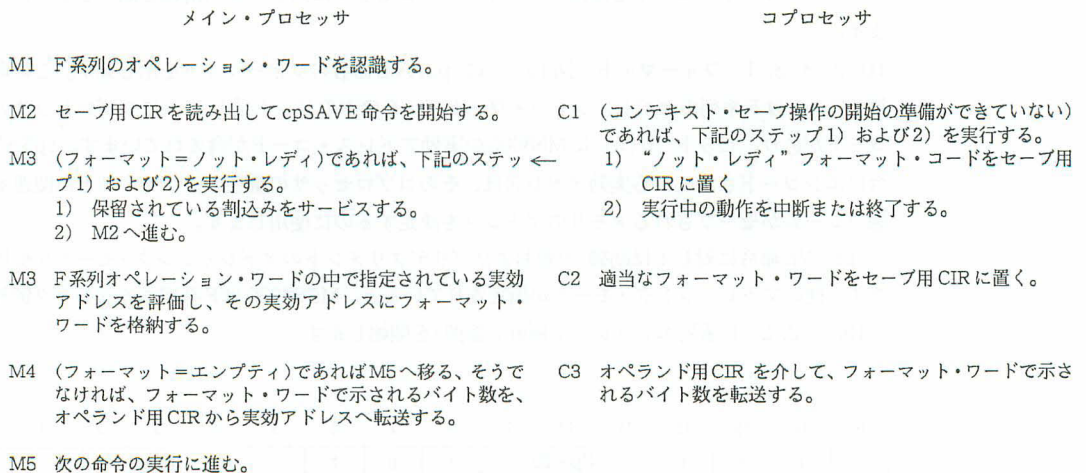 メイン・プロセッサ
コプロセッサ
M1 F系列のオペレーション・ワードを認識する。
M2 セーブ用CIRを読み出してcpSAVE命令を開始する。
C1 (コンテキスト・セーブ操作の開始の準備ができていない)
であれば、下記のステップ1) および2) を実行する。
M3 (フォーマット=ノット・レディ)であれば、下記のステッ←
プ1) および2)を実行する。
1) 保留されている割込みをサービスする。
2) M2へ進む。
1) “ノット・レディ” フォーマット・コードをセーブ用
CIRに置く
2) 実行中の動作を中断または終了する。
M3 F系列オペレーション・ワードの中で指定されている実効
アドレスを評価し、その実効アドレスにフォーマット・
ワードを格納する。
C2 適当なフォーマット・ワードをセーブ用CIRに置く。
M4 (フォーマット=エンプティ)であればM5へ移る、そうで
なければ、フォーマット・ワードで示されるバイト数を、
オペランド用CIRから実効アドレスへ転送する。
C3 オペランド用CIR を介して、フォーマット・ワードで示さ
れるバイト数を転送する。
M5 次の命令の実行に進む。